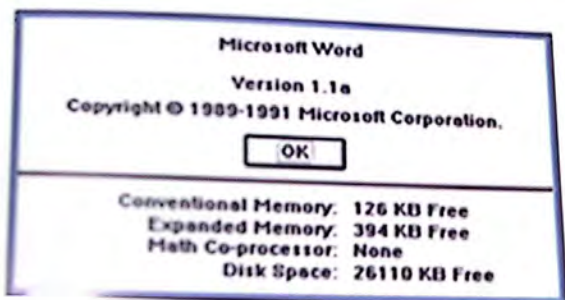 Microsoft Word
Version 1.1a
Copyright © 1989-1991 Microsoft Corporation.
OK
Conventional Memory: 126 KB Free
Expanded Memory: 394 KB Free
Math Co-processor: None
Disk Space: 26110 KB Free